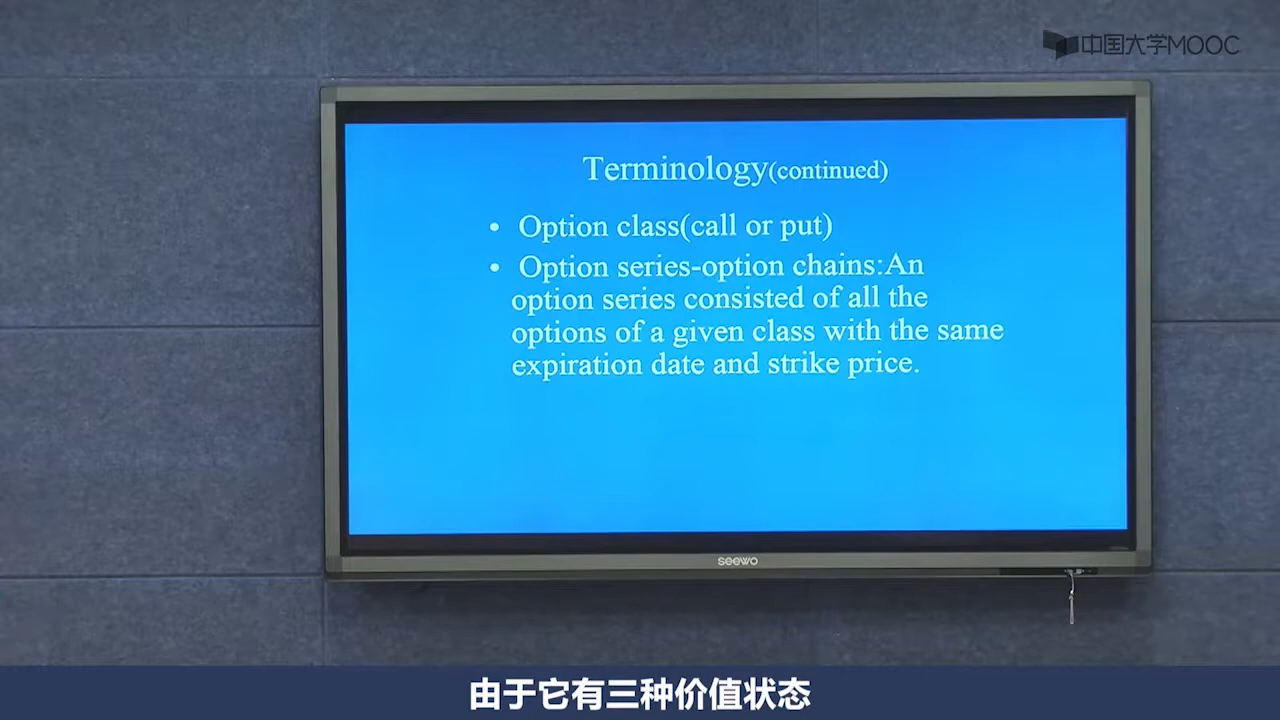 中国大学MOOC
Terminology(continued)
• Option class(call or put)
• Option series-option chains:An
option series consisted of all the
options of a given class with the same
expiration date and strike price.
seewo
由于它有三种价值状态